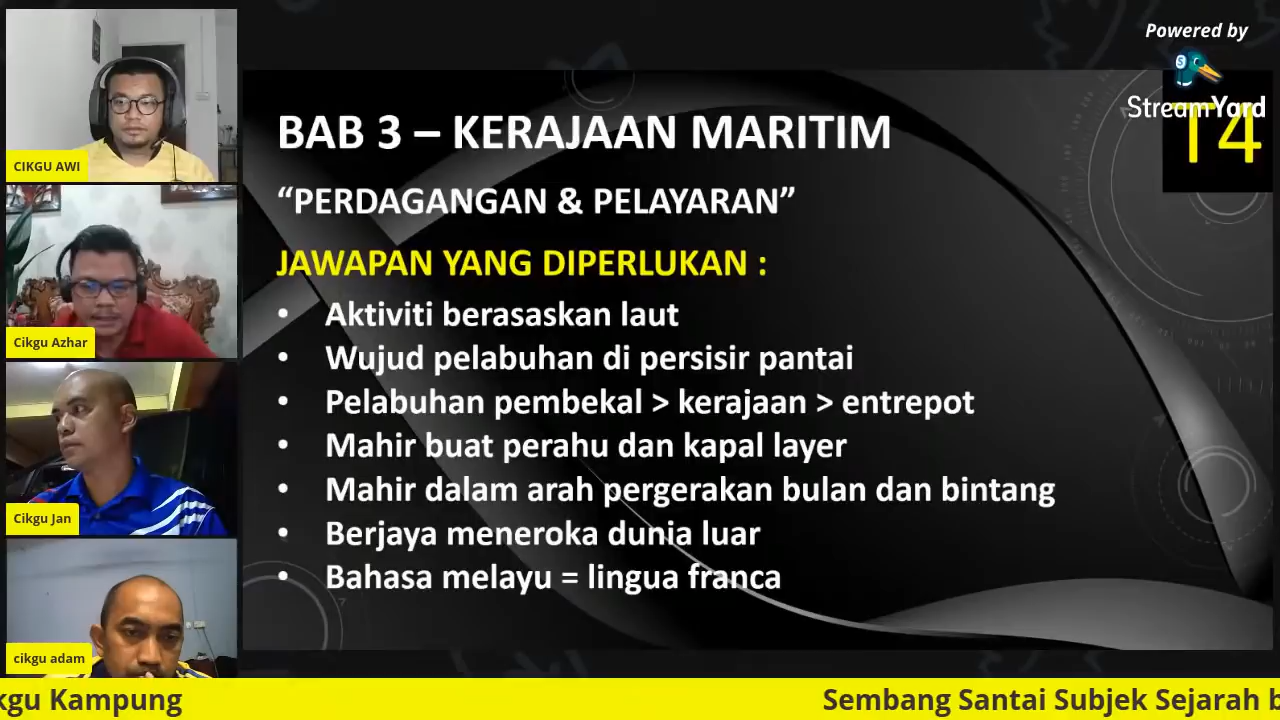 Powered by
StreamYard
T4
BAB 3 – KERAJAAN MARITIM
“PERDAGANGAN & PELAYARAN”
JAWAPAN YANG DIPERLUKAN :
• Aktiviti berasaskan laut
• Wujud pelabuhan di persisir pantai
• Pelabuhan pembekal > kerajaan > entrepot
• Mahir buat perahu dan kapal layer
• Mahir dalam arah pergerakan bulan dan bintang
• Berjaya meneroka dunia luar
• Bahasa melayu = lingua franca
CIKGU AWI
Cikgu Azhar
Cikgu Jan
cikgu adam
kgu Kampung
Sembang Santai Subjek Sejarah b